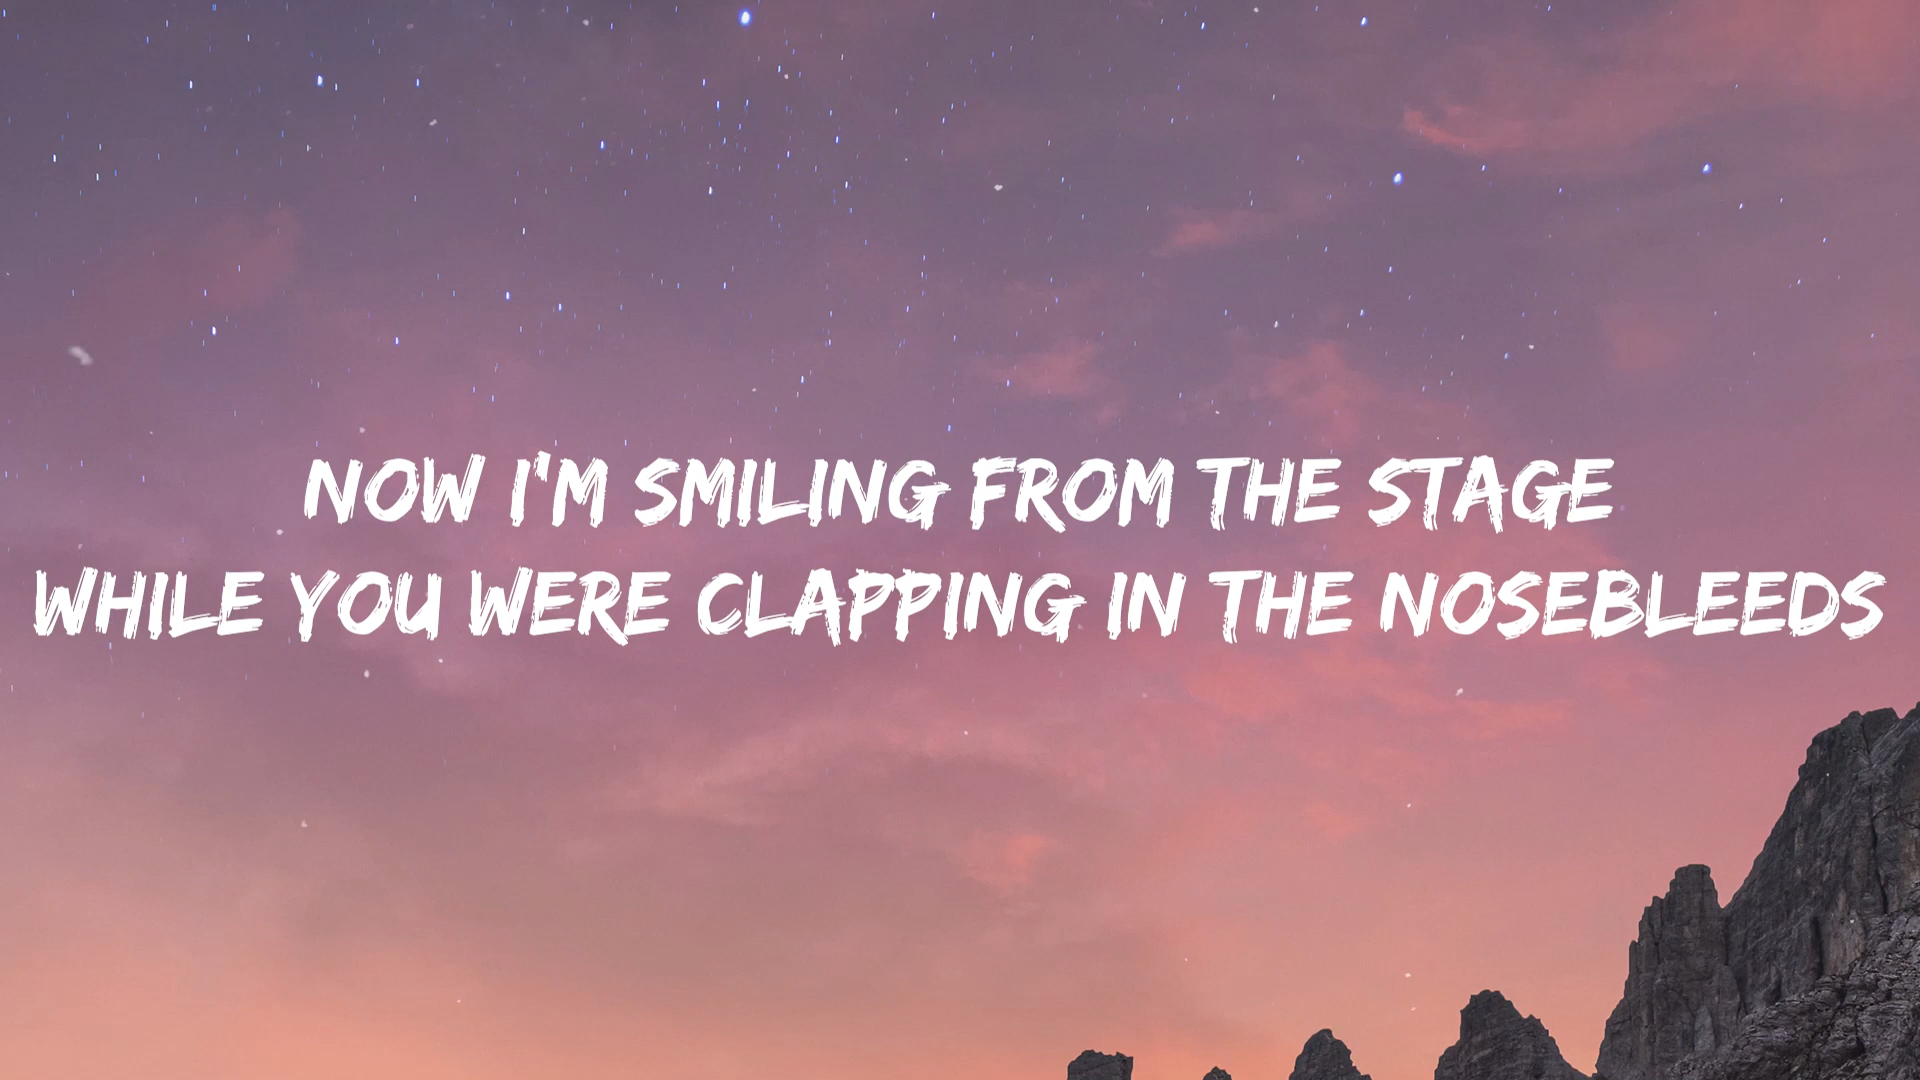 NOW I'M SMILING FROM THE STAGE
WHILE YOU WERE CLAPPING IN THE NOSEBLEEDS